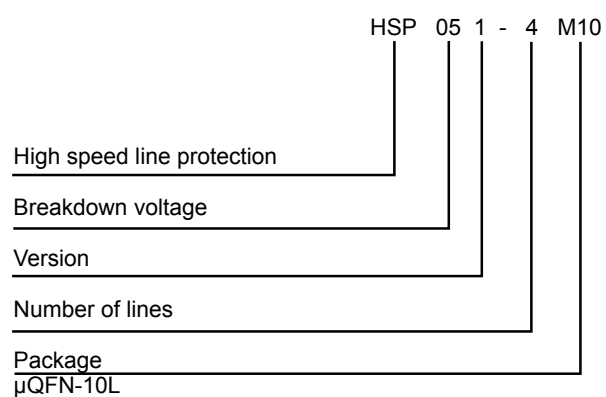 HSP 05 1 - 4 M10
High speed line protection
Breakdown voltage
Version
Number of lines
Package
µQFN-10L